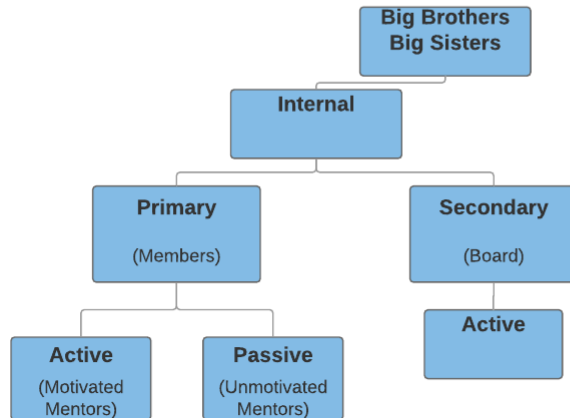 Big Brothers
Big Sisters
Internal
Primary
(Members)
Secondary
(Board)
Active
(Motivated
Mentors)
Passive
(Unmotivated
Mentors)
Active